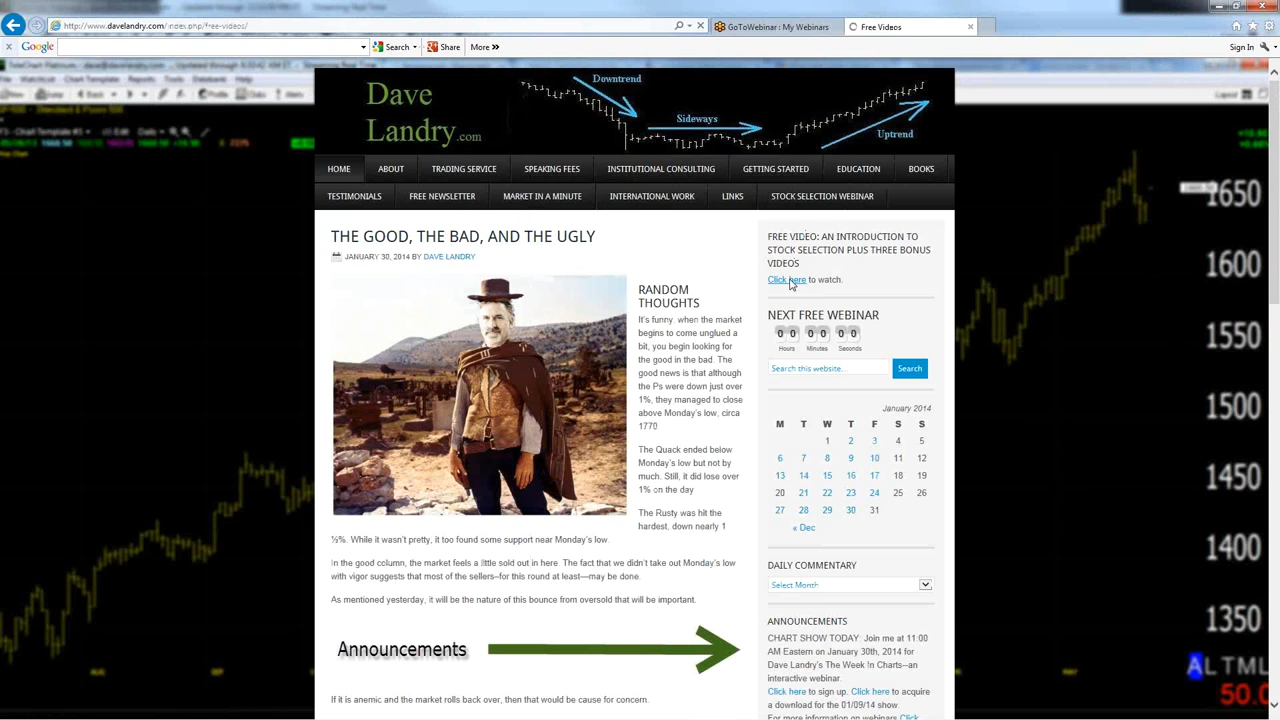 http://www.davelandry.com/index.php/free-videos/
GoToWebinar : My Webinars
Free Videos
Google
Search
Share
More »
Sign In
Dave
Landry.com
Downtrend
Sideways
Uptrend
HOME
ABOUT
TRADING SERVICE
SPEAKING FEES
INSTITUTIONAL CONSULTING
GETTING STARTED
EDUCATION
BOOKS
TESTIMONIALS
FREE NEWSLETTER
MARKET IN A MINUTE
INTERNATIONAL WORK
LINKS
STOCK SELECTION WEBINAR
THE GOOD, THE BAD, AND THE UGLY
JANUARY 30, 2014 BY DAVE LANDRY
RANDOM
THOUGHTS
It's funny, when the market
begins to come unglued a
bit, you begin looking for
the good in the bad. The
good news is that although
the Ps were down just over
1%, they managed to close
above Monday's low, circa
1770
The Quack ended below
Monday's low but not by
much. Still, it did lose over
1% on the day
The Rusty was hit the
hardest, down nearly 1
½%. While it wasn't pretty, it too found some support near Monday's low.
In the good column, the market feels a little sold out in here. The fact that we didn't take out Monday's low
with vigor suggests that most of the sellers–for this round at least—may be done.
As mentioned yesterday, it will be the nature of this bounce from oversold that will be important.
Announcements
If it is anemic and the market rolls back over, then that would be cause for concern.
FREE VIDEO: AN INTRODUCTION TO
STOCK SELECTION PLUS THREE BONUS
VIDEOS
Click here to watch.
NEXT FREE WEBINAR
0 0 0 0 0 0
Hours Minutes Seconds
Search this website...
Search
January 2014
M T W T F S S
1 2 3 4 5
6 7 8 9 10 11 12
13 14 15 16 17 18 19
20 21 22 23 24 25 26
27 28 29 30 31
« Dec
DAILY COMMENTARY
Select Month
ANNOUNCEMENTS
CHART SHOW TODAY: Join me at 11:00
AM Eastern on January 30th, 2014 for
Dave Landry's The Week In Charts--an
interactive webinar.
Click here to sign up. Click here to acquire
a download for the 01/09/14 show.
For more information on webinars Click
1650
1600
1550
1500
1450
1400
1350
ALTML
50.0